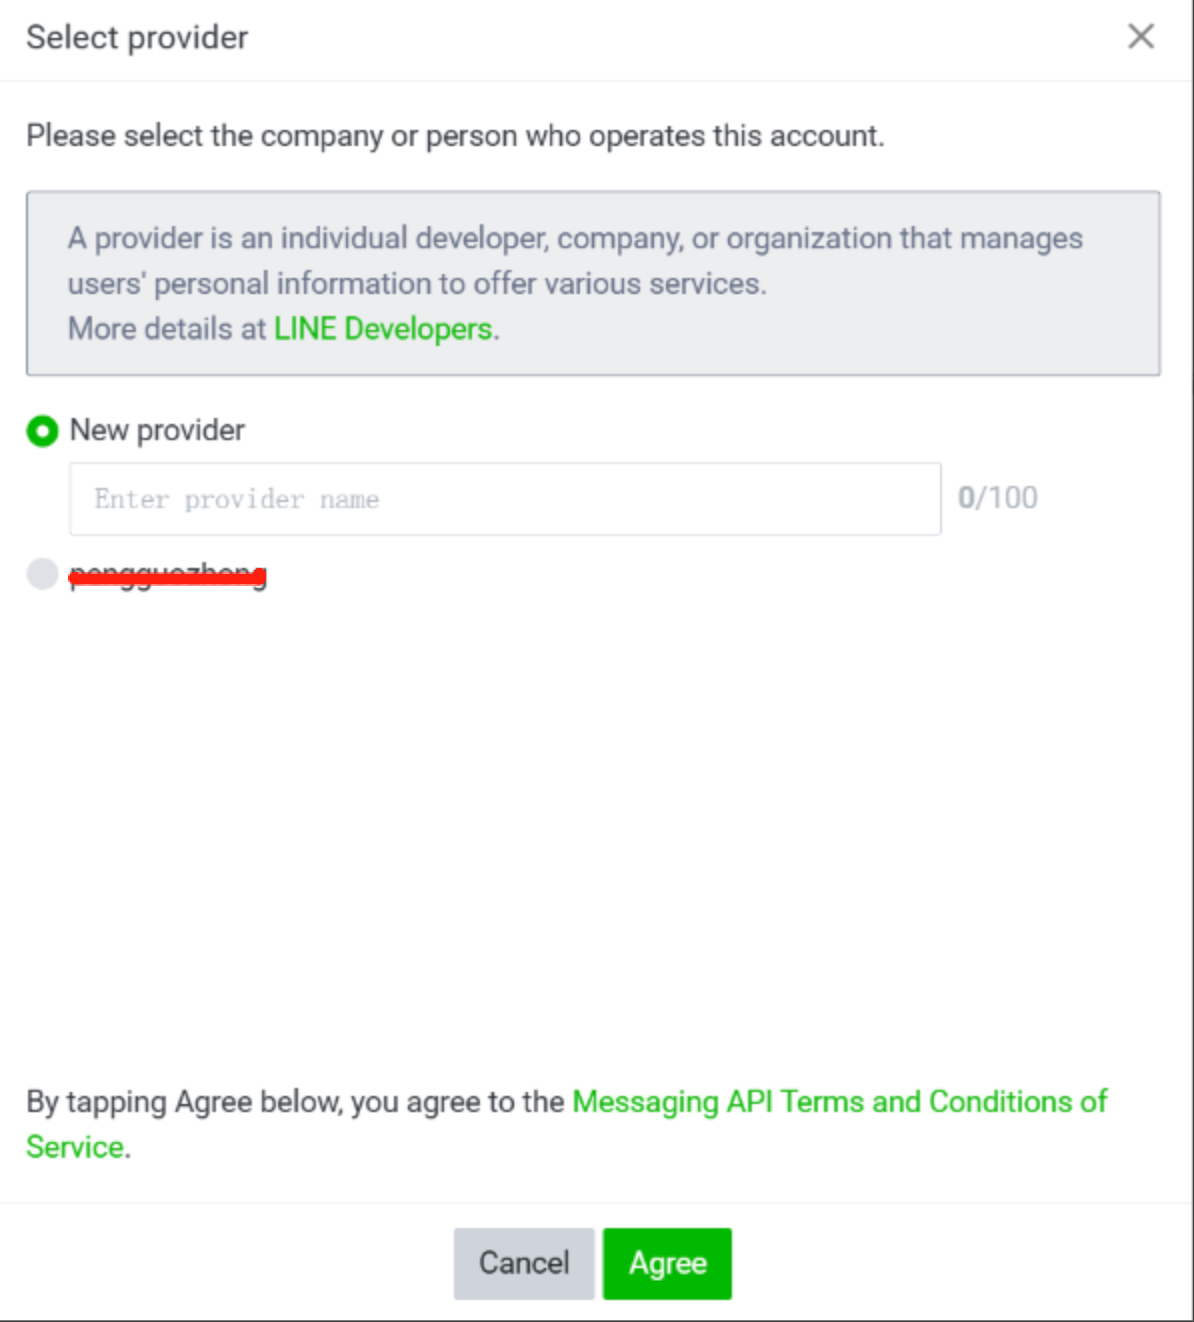 Select provider
Please select the company or person who operates this account.
A provider is an individual developer, company, or organization that manages
users' personal information to offer various services.
More details at LINE Developers.
New provider
Enter provider name
0/100
By tapping Agree below, you agree to the Messaging API Terms and Conditions of
Service.
Cancel
Agree